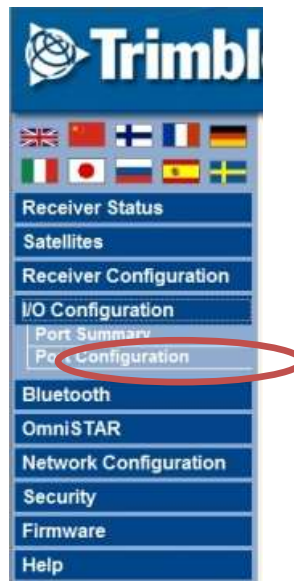 Trimbl
Receiver Status
Satellites
Receiver Configuration
I/O Configuration
Port Summary
Port Configuration
Bluetooth
OmniSTAR
Network Configuration
Security
Firmware
Help